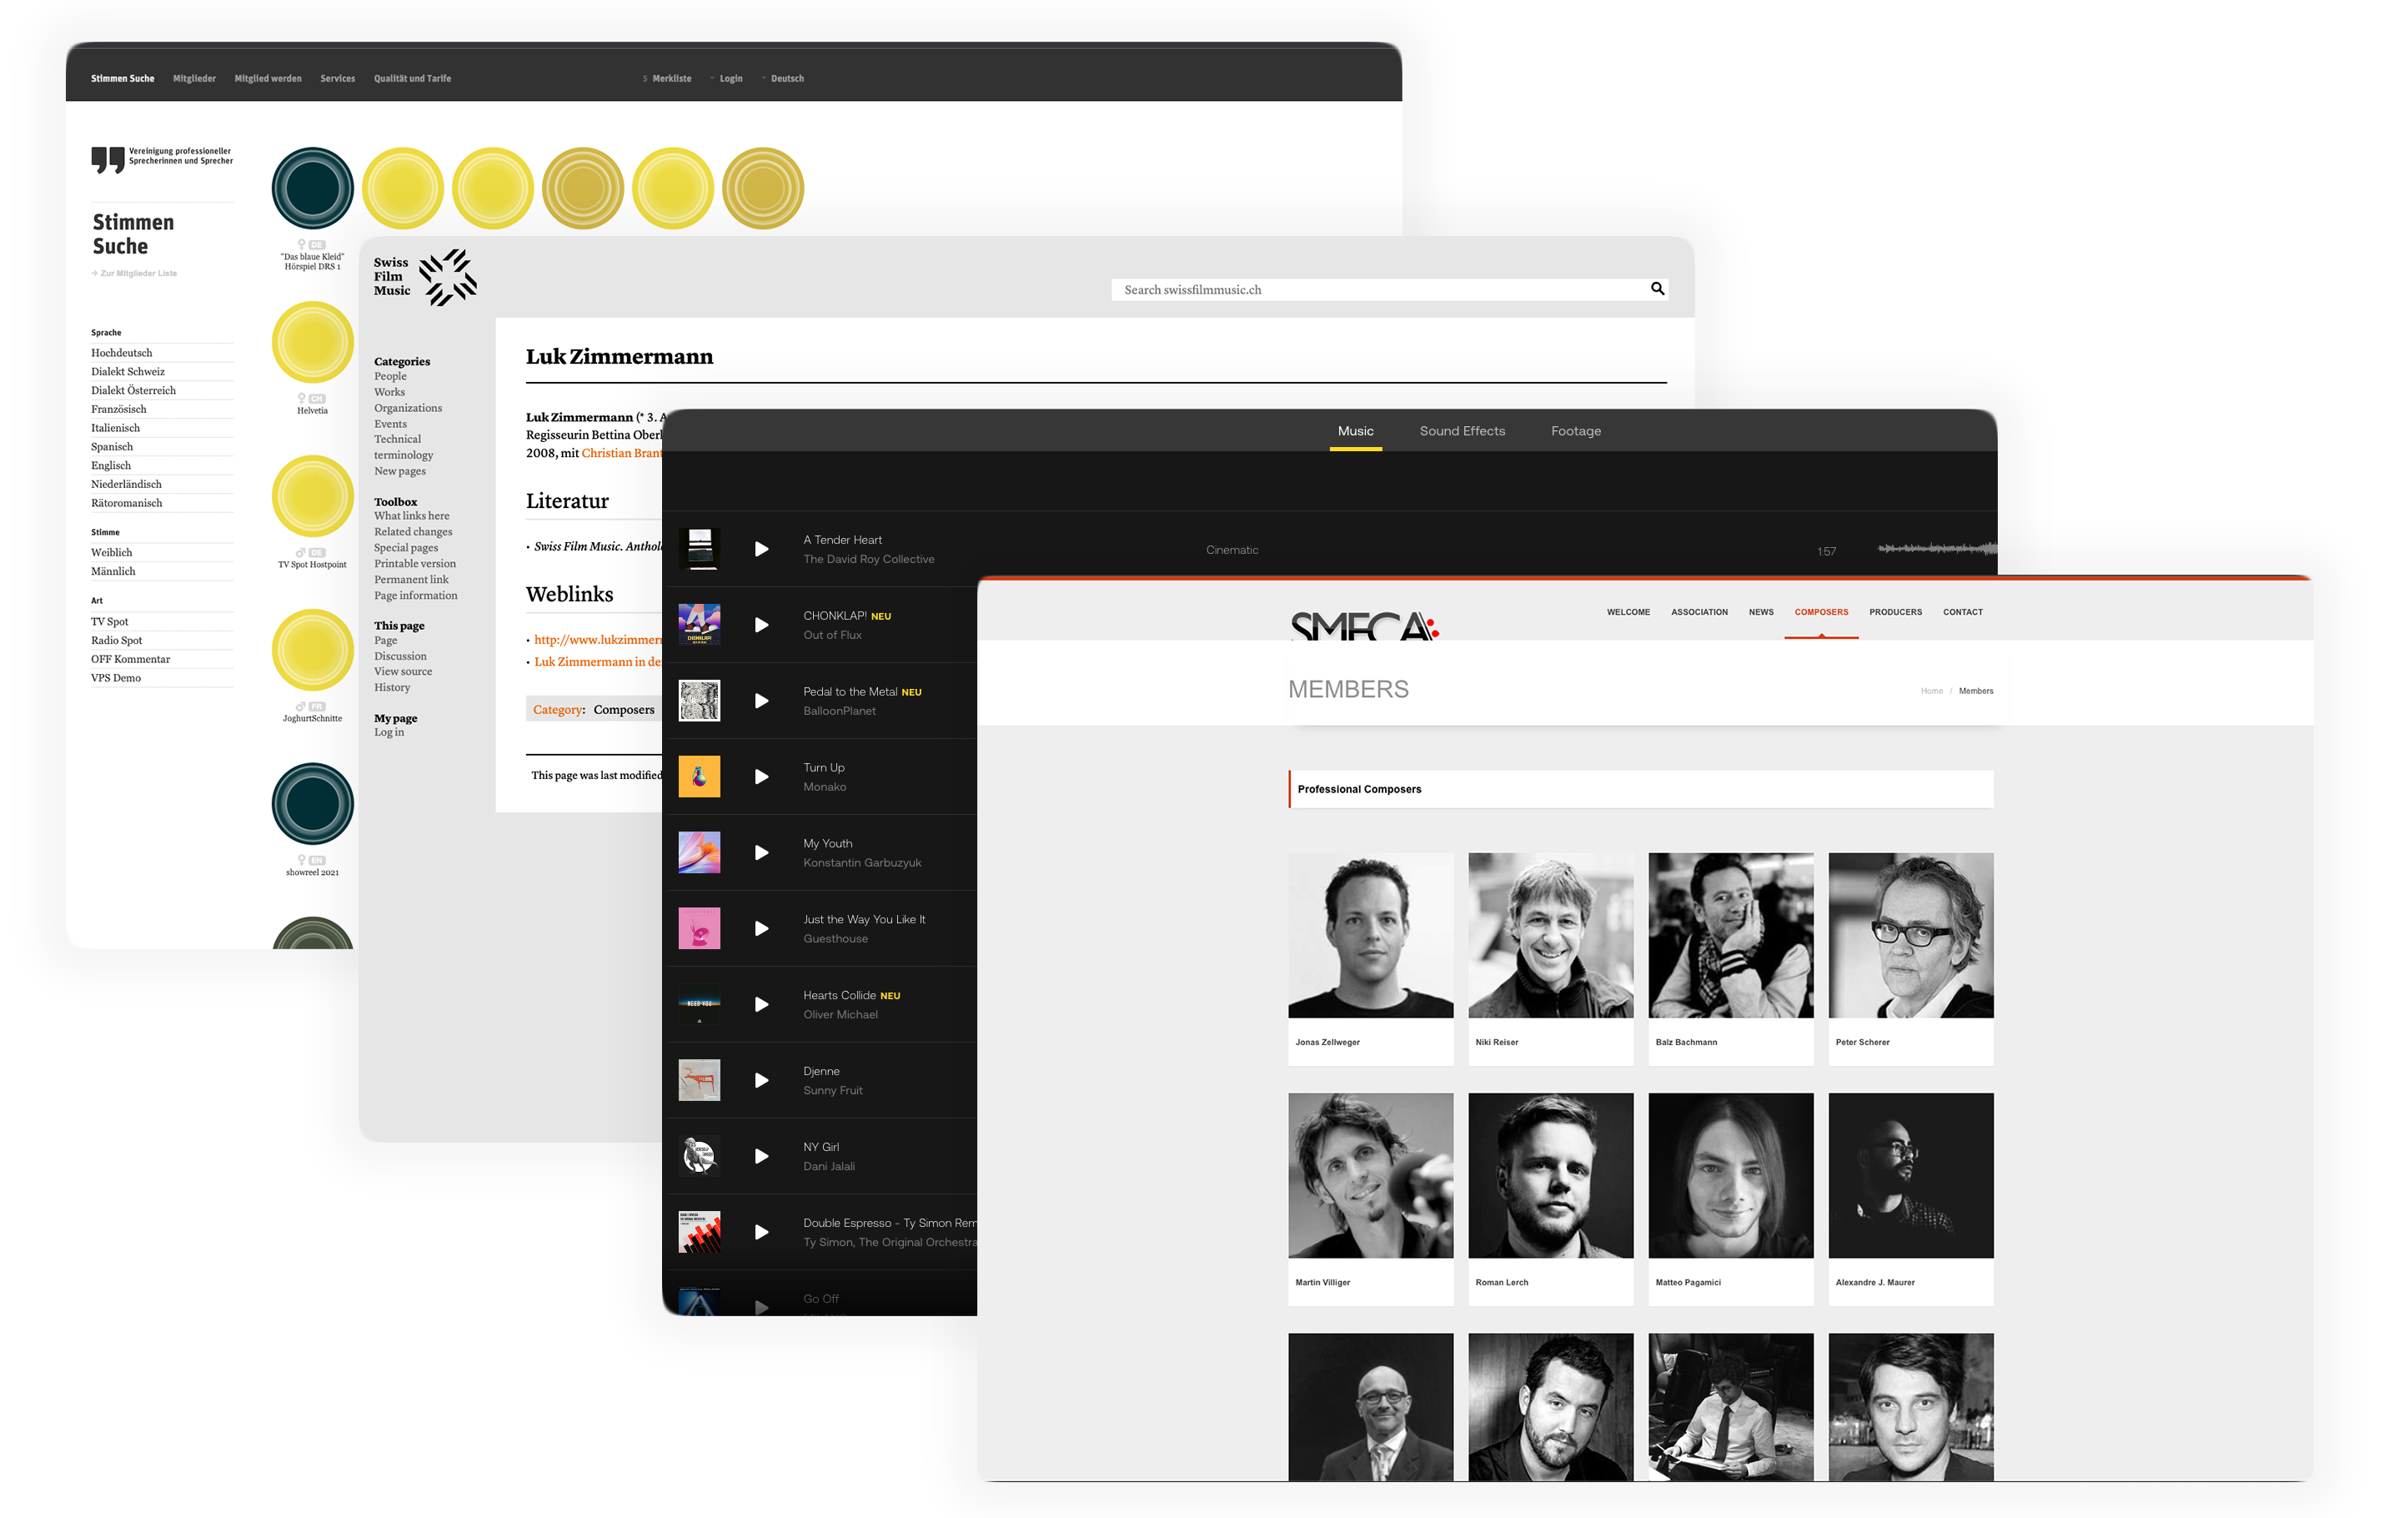 Stimmen Suche Mitglieder Mitglied werden Services Qualität und Tarife 5 Merkliste Login Deutsch
Vereinigung professioneller
Sprecherinnen und Sprecher
Stimmen
Suche
→ Zur Mitglieder Liste
Sprache
Hochdeutsch
Dialekt Schweiz
Dialekt Österreich
Französisch
Italienisch
Spanisch
Englisch
Niederländisch
Rätoromanisch
Stimme
Weiblich
Männlich
Art
TV Spot
Radio Spot
OFF Kommentar
VPS Demo
DE
"Das blaue Kleid"
Hörspiel DRS 1
CH
Helvetia
DE
TV Spot Hostpoint
FR
JoghurtSchnitte
EN
showreel 2021
Swiss
Film
Music
Search swissfilmmusic.ch
Categories
People
Works
Organizations
Events
Technical
terminology
New pages
Toolbox
What links here
Related changes
Special pages
Printable version
Permanent link
Page information
This page
Page
Discussion
View source
History
My page
Log in
Luk Zimmermann
Luk Zimmermann (* 3. A
Regisseurin Bettina Oberl
2008, mit Christian Brant
Literatur
• Swiss Film Music. Anthol
Weblinks
• http://www.lukzimmer
• Luk Zimmermann in de
Category: Composers
This page was last modified
Music Sound Effects Footage
A Tender Heart
The David Roy Collective
Cinematic
1:57
CHONKLAP! NEU
Out of Flux
Pedal to the Metal NEU
BalloonPlanet
Turn Up
Monako
My Youth
Konstantin Garbuzyuk
Just the Way You Like It
Guesthouse
NEED YOU
Hearts Collide NEU
Oliver Michael
Djenne
Sunny Fruit
NY Girl
Dani Jalali
Double Espresso - Ty Simon Rem
Ty Simon, The Original Orchestra
Go Off
SMECA
WELCOME ASSOCIATION NEWS COMPOSERS PRODUCERS CONTACT
MEMBERS
Home / Members
Professional Composers
Jonas Zellweger
Niki Reiser
Balz Bachmann
Peter Scherer
Martin Villiger
Roman Lerch
Matteo Pagamici
Alexandre J. Maurer